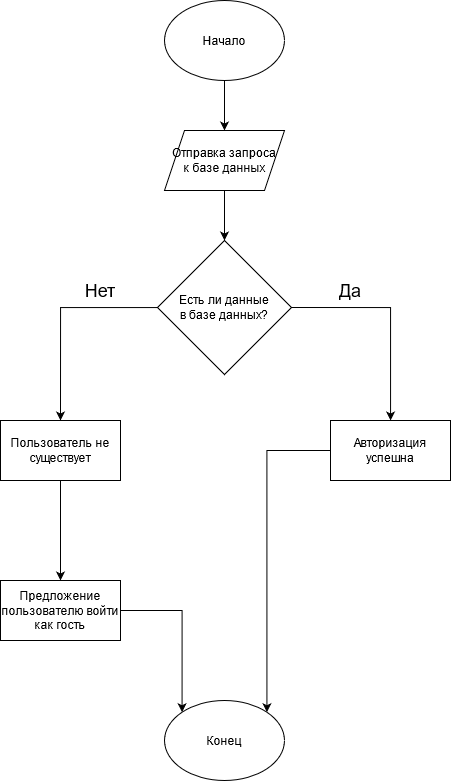 Начало
Отправка запроса
к базе данных
Нет
Да
Есть ли данные
в базе данных?
Пользователь не
существует
Авторизация
успешна
Предложение
пользователю войти
как гость
Конец